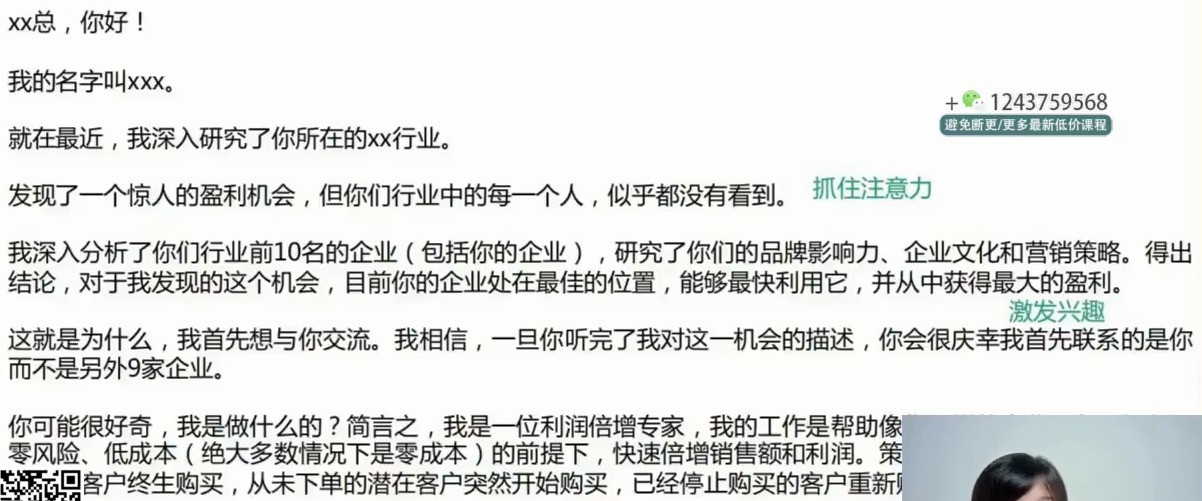 xx总，你好！
我的名字叫xxx。
+ 1243759568
避免断更/更多最新低价课程
就在最近，我深入研究了你所在的xx行业。
发现了一个惊人的盈利机会，但你们行业中的每一个人，似乎都没有看到。 抓住注意力
我深入分析了你们行业前10名的企业（包括你的企业），研究了你们的品牌影响力、企业文化和营销策略。得出
结论，对于我发现的这个机会，目前你的企业处在最佳的位置，能够最快利用它，并从中获得最大的盈利。
激发兴趣
这就是为什么，我首先想与你交流。我相信，一旦你听完了我对这一机会的描述，你会很庆幸我首先联系的是你
而不是另外9家企业。
你可能很好奇，我是做什么的？简言之，我是一位利润倍增专家，我的工作是帮助像
零风险、低成本（绝大多数情况下是零成本）的前提下，快速倍增销售额和利润。策
客户终生购买，从未下单的潜在客户突然开始购买，已经停止购买的客户重新